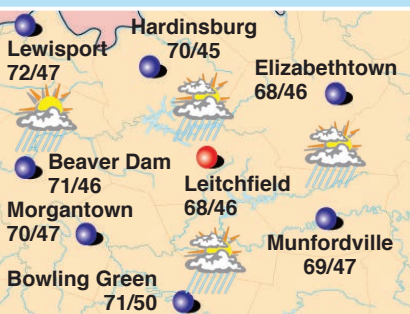 Hardinsburg
70/45
Lewisport
72/47
Elizabethtown
68/46
Beaver Dam
71/46
Leitchfield
68/46
Morgantown
70/47
Munfordville
69/47
Bowling Green
71/50